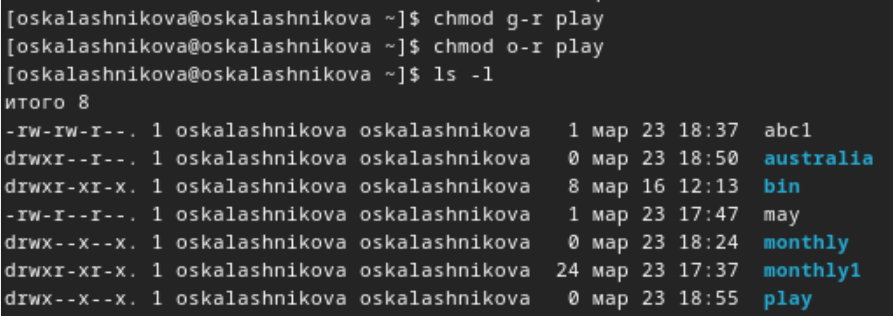 [oskalashnikova@oskalashnikova ~]$ chmod g-r play
[oskalashnikova@oskalashnikova ~]$ chmod o-r play
[oskalashnikova@oskalashnikova ~]$ ls -l
итого 8
-rw-rw-r--. 1 oskalashnikova oskalashnikova  1 мар 23 18:37  abc1
drwxr--r--. 1 oskalashnikova oskalashnikova  0 мар 23 18:50  australia
drwxr-xr-x. 1 oskalashnikova oskalashnikova  8 мар 16 12:13  bin
-rw-r--r--. 1 oskalashnikova oskalashnikova  1 мар 23 17:47  may
drwx--x--x. 1 oskalashnikova oskalashnikova  0 мар 23 18:24  monthly
drwxr-xr-x. 1 oskalashnikova oskalashnikova 24 мар 23 17:37  monthly1
drwx--x--x. 1 oskalashnikova oskalashnikova  0 мар 23 18:55  play